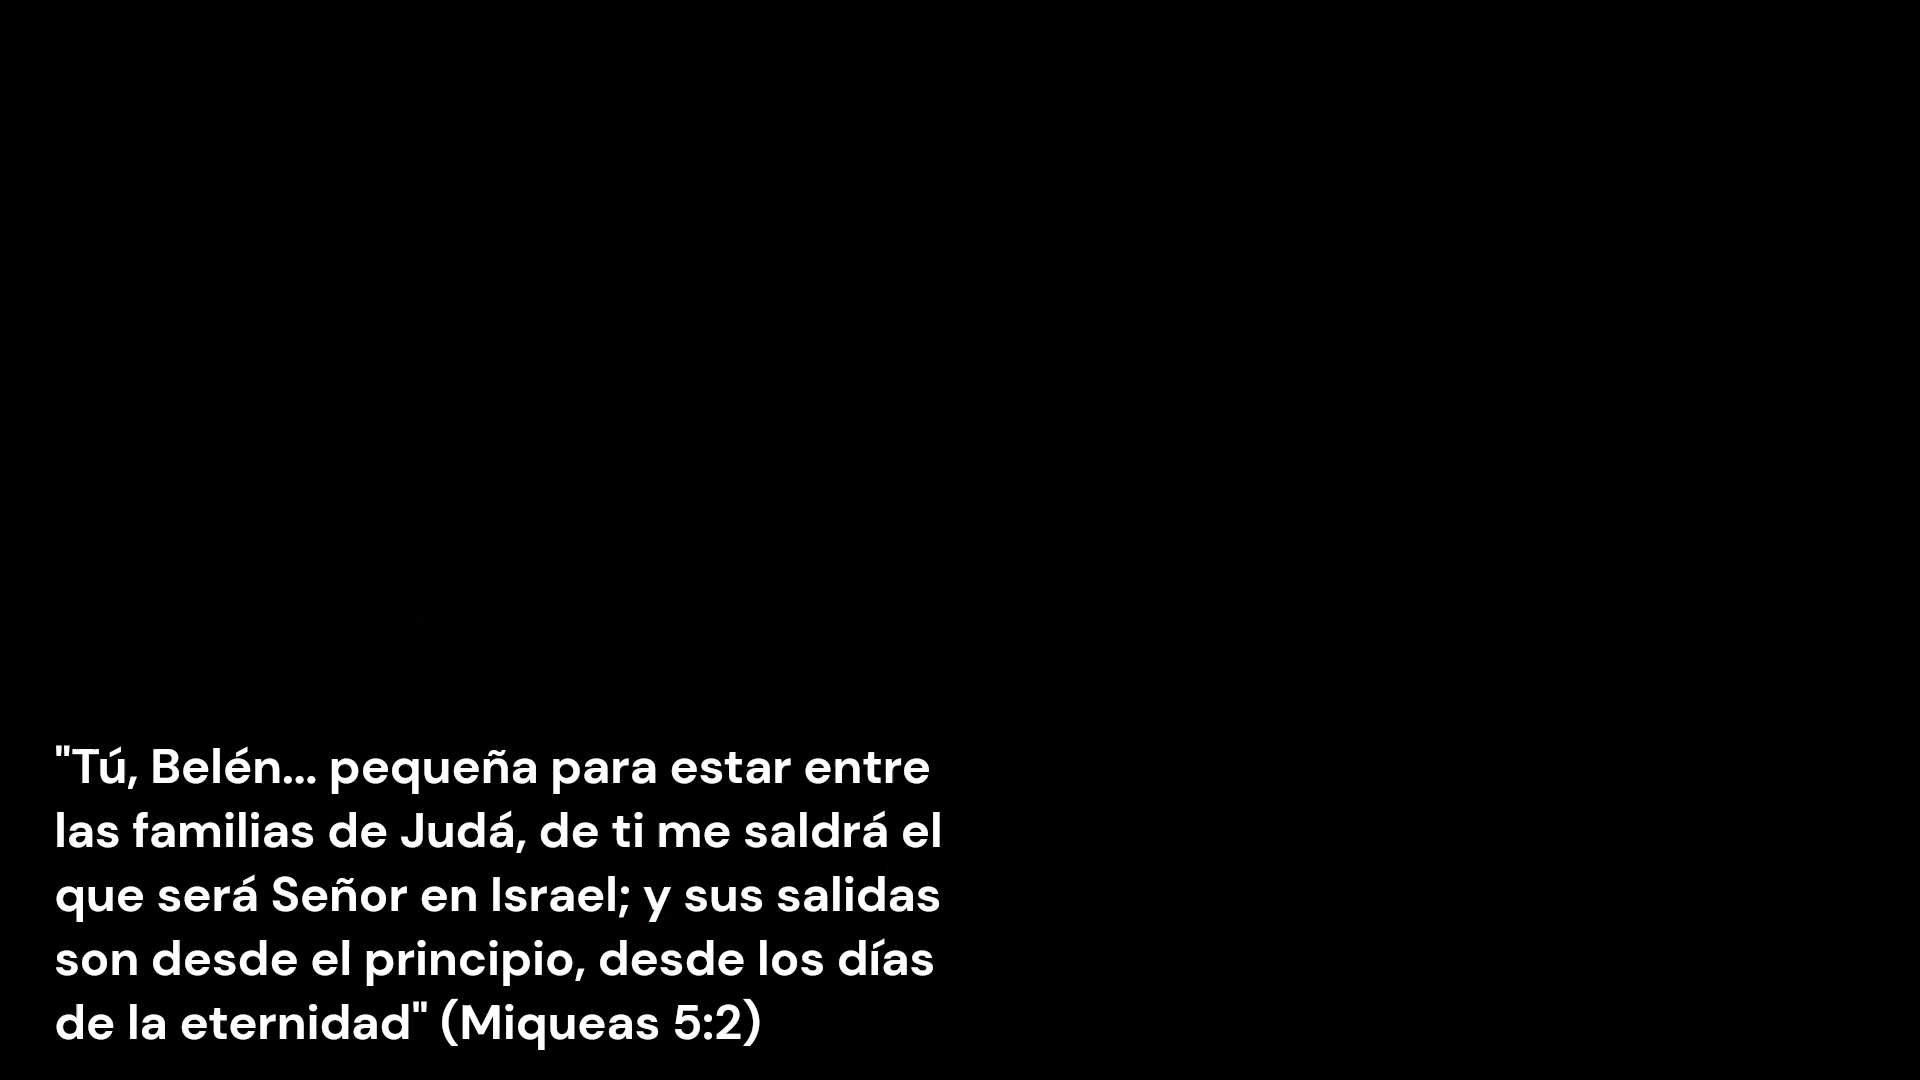 "Tú, Belén... pequeña para estar entre
las familias de Judá, de ti me saldrá el
que será Señor en Israel; y sus salidas
son desde el principio, desde los días
de la eternidad" (Miqueas 5:2)